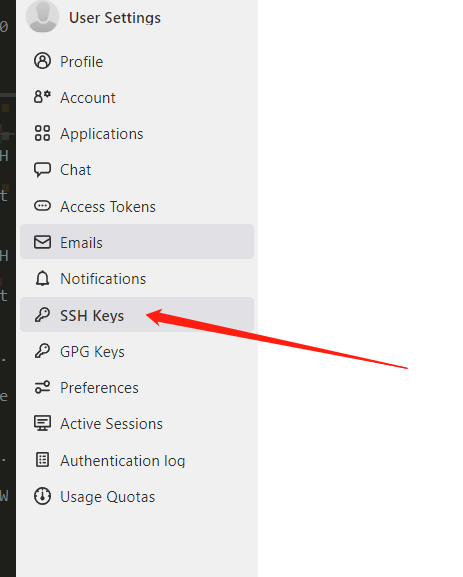 User Settings
Profile
Account
Applications
Chat
Access Tokens
Emails
Notifications
SSH Keys
GPG Keys
Preferences
Active Sessions
Authentication log
Usage Quotas